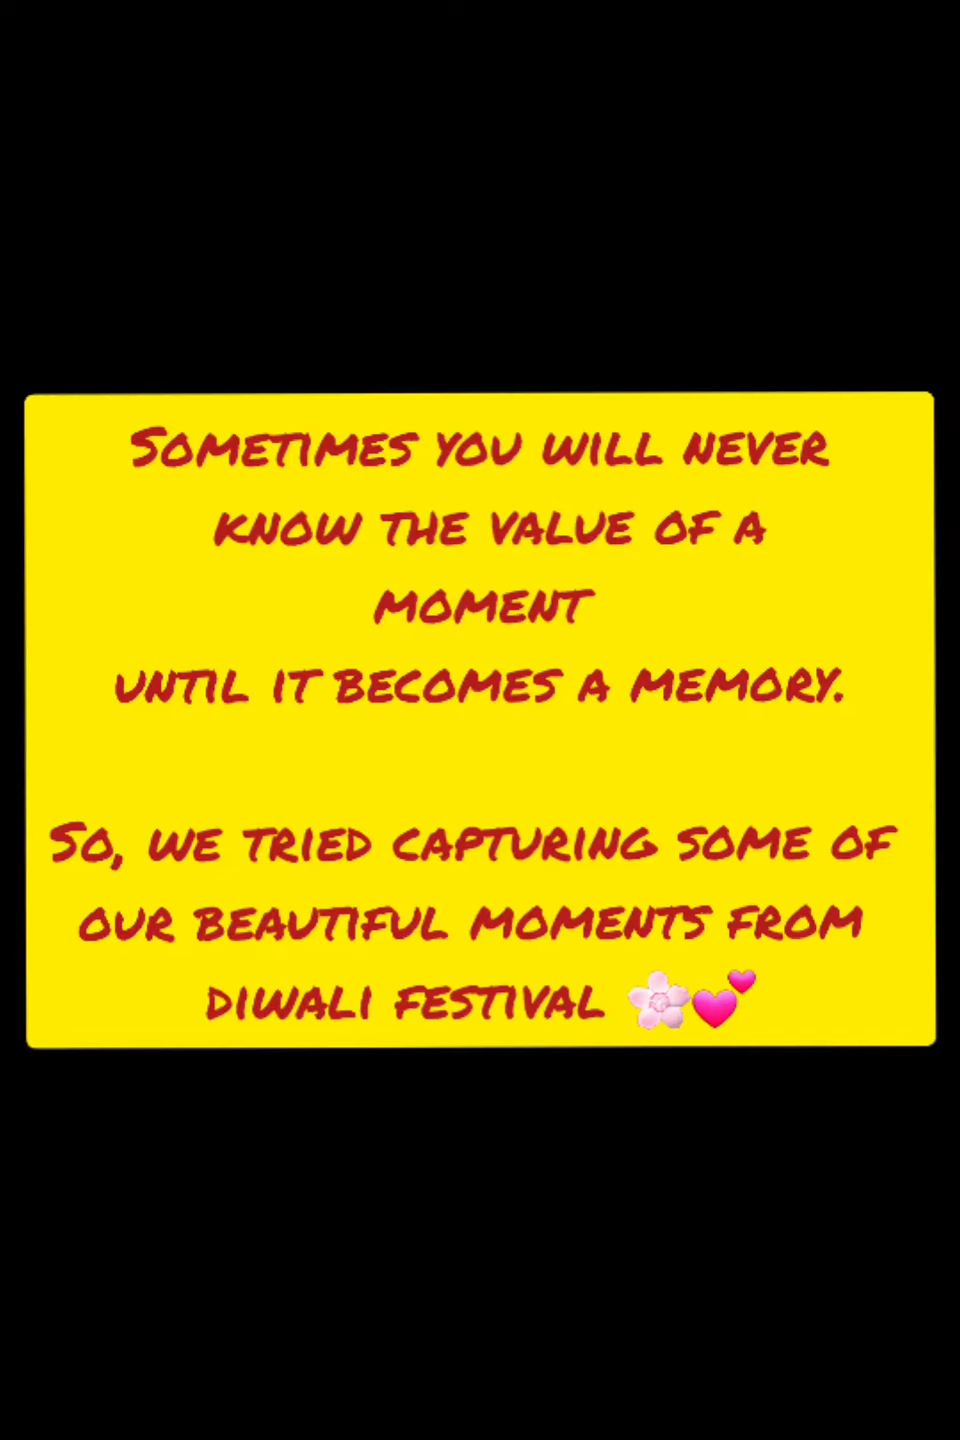 Sometimes you will never
know the value of a
moment
until it becomes a memory.
So, we tried capturing some of
our beautiful moments from
diwali festival 🌸💕